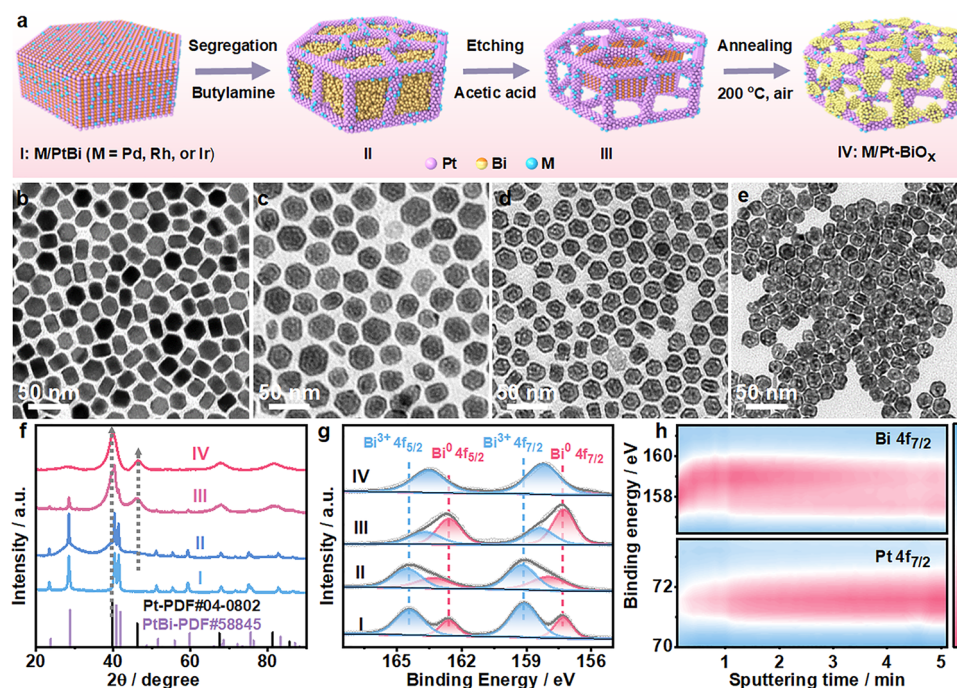 a
Segregation
Butylamine
Etching
Acetic acid
Annealing
200 °C, air
I: M/PtBi (M = Pd, Rh, or Ir)
II
III
IV: M/Pt-BiOₓ
Pt Bi M
b
50 nm
c
50 nm
d
50 nm
e
50 nm
f
Intensity / a.u.
IV
III
II
I
Pt-PDF#04-0802
PtBi-PDF#58845
20 40 60 80
2θ / degree
g
Intensity / a.u.
Bi³⁺ 4f₅/₂
Bi⁰ 4f₅/₂
Bi³⁺ 4f₇/₂
Bi⁰ 4f₇/₂
IV
III
II
I
165 162 159 156
Binding Energy / eV
h
Binding energy / eV
Bi 4f₇/₂
160
158
Pt 4f₇/₂
72
70
0 1 2 3 4 5
Sputtering time / min